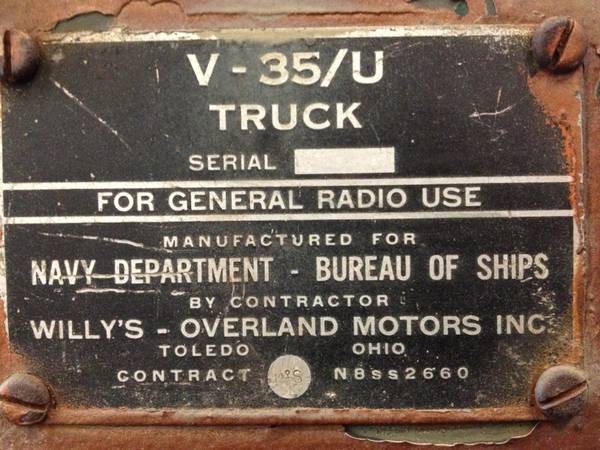 V - 35/U
TRUCK
SERIAL
FOR GENERAL RADIO USE
MANUFACTURED FOR
NAVY DEPARTMENT - BUREAU OF SHIPS
BY CONTRACTOR
WILLY'S - OVERLAND MOTORS INC.
TOLEDO OHIO
CONTRACT NBss2660